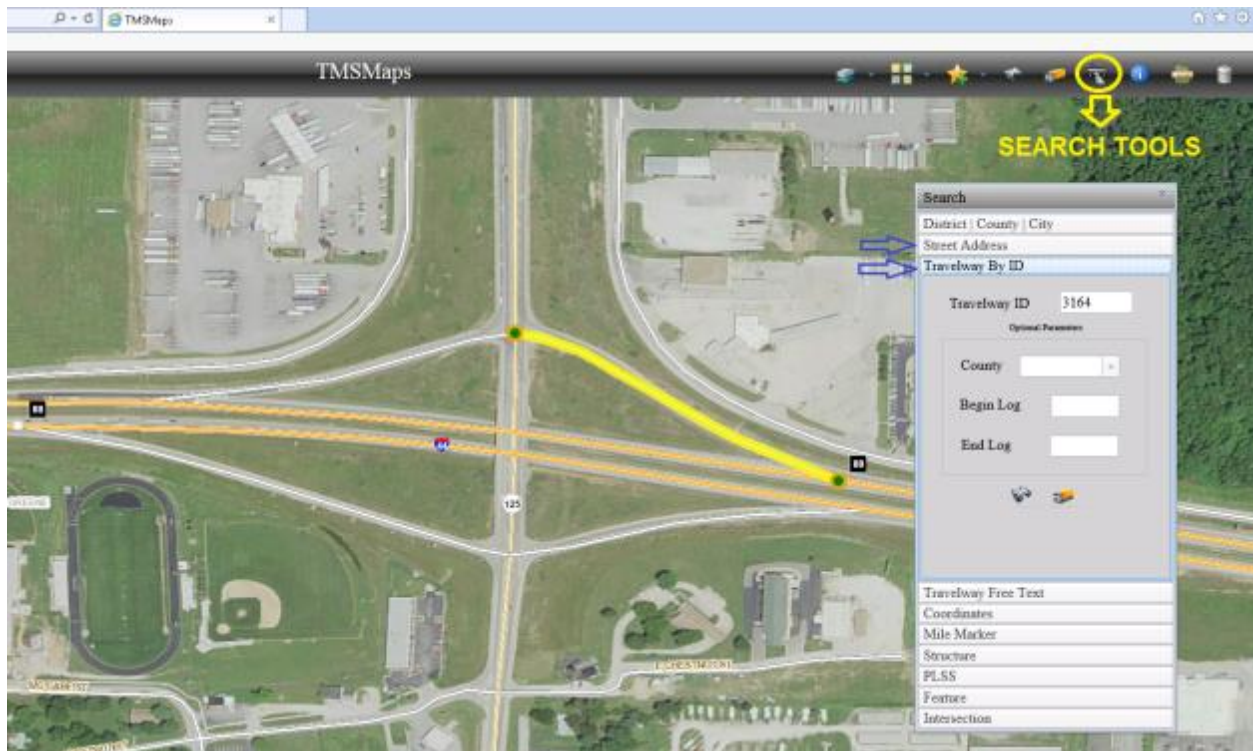 TMSMaps
TMSMaps
SEARCH TOOLS
Search
District | County | City
Street Address
Travelway By ID
Travelway ID 3164
Optional Parameters
County
Begin Log
End Log
44
125
Travelway Free Text
Coordinates
Mile Marker
Structure
PLSS
Feature
Intersection